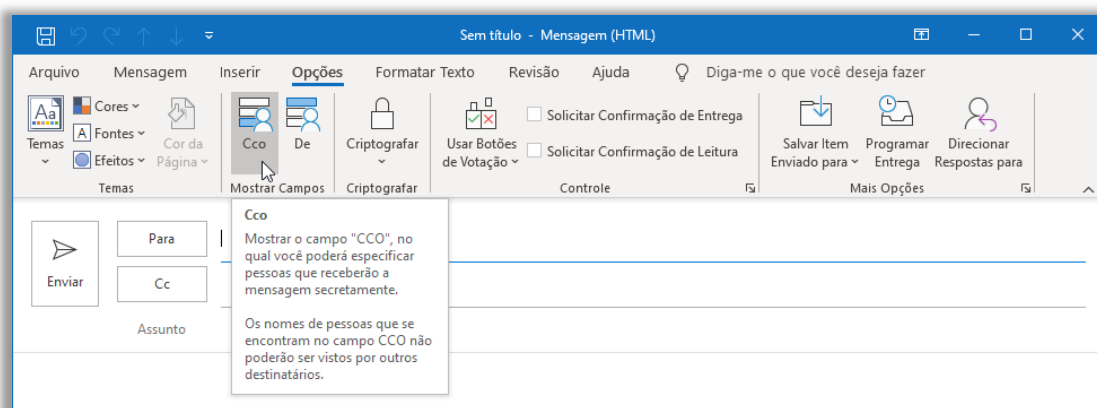 Sem título - Mensagem (HTML)
Arquivo Mensagem Inserir Opções Formatar Texto Revisão Ajuda Diga-me o que você deseja fazer
Aa
Temas
Cores
A Fontes
Efeitos
Cor da
Página
Temas
Cco
De
Mostrar Campos
Criptografar
Criptografar
Usar Botões
de Votação
Solicitar Confirmação de Entrega
Solicitar Confirmação de Leitura
Controle
Salvar Item
Enviado para
Programar
Entrega
Direcionar
Respostas para
Mais Opções
Enviar
Para
Cc
Assunto
Cco
Mostrar o campo "CCO", no
qual você poderá especificar
pessoas que receberão a
mensagem secretamente.
Os nomes de pessoas que se
encontram no campo CCO não
poderão ser vistos por outros
destinatários.